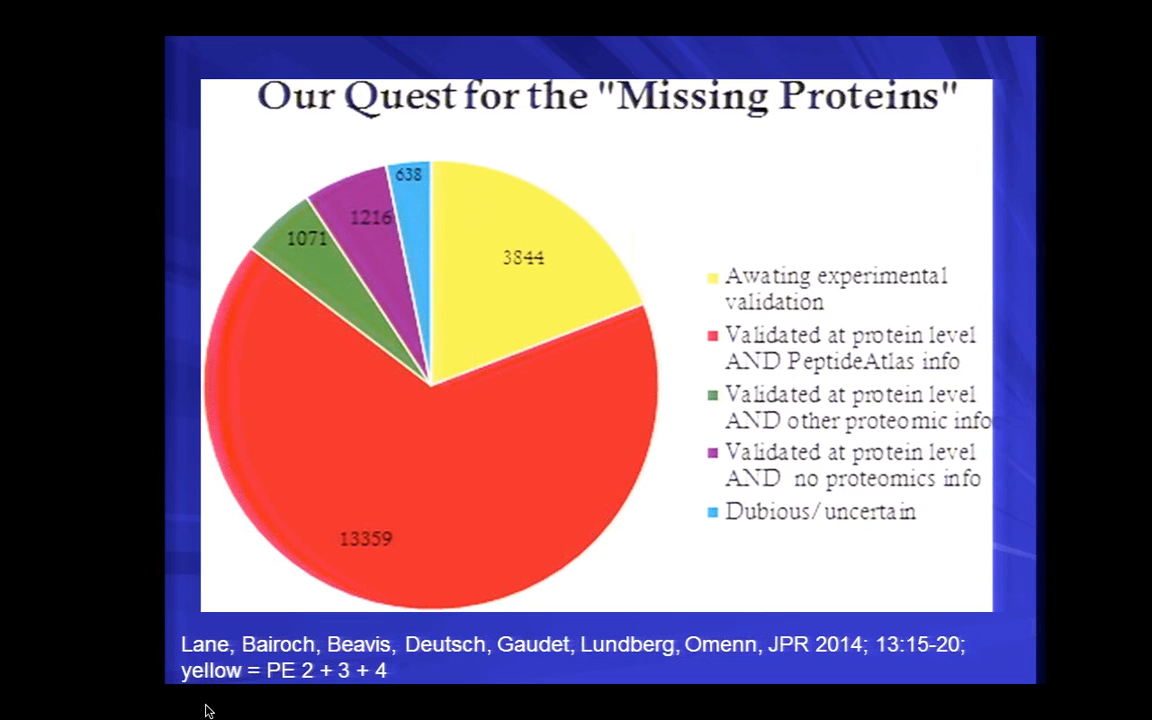 Our Quest for the "Missing Proteins"
638
1216
1071
3844
13359
Awating experimental
validation
Validated at protein level
AND PeptideAtlas info
Validated at protein level
AND other proteomic info
Validated at protein level
AND no proteomics info
Dubious/uncertain
Lane, Bairoch, Beavis, Deutsch, Gaudet, Lundberg, Omenn, JPR 2014; 13:15-20;
yellow = PE 2 + 3 + 4